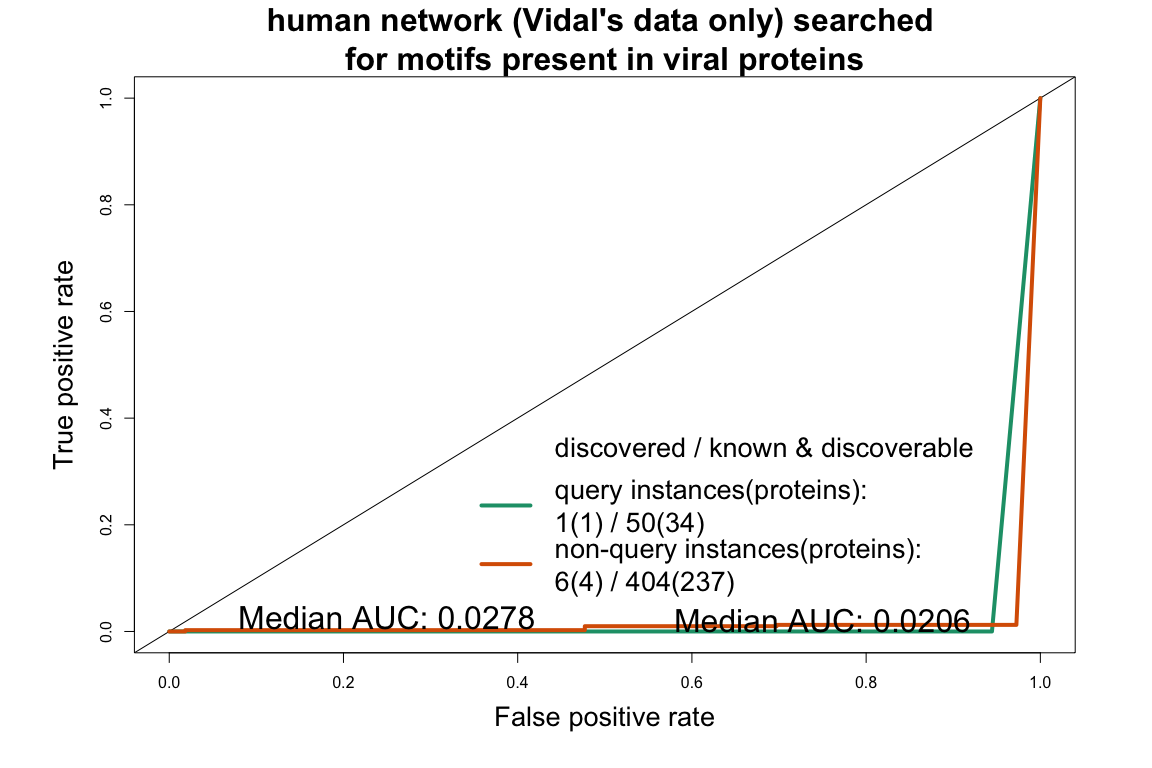 human network (Vidal's data only) searched
for motifs present in viral proteins
True positive rate
1.0
0.8
0.6
0.4
0.2
0.0
discovered / known & discoverable
query instances(proteins):
1(1) / 50(34)
non-query instances(proteins):
6(4) / 404(237)
Median AUC: 0.0278
Median AUC: 0.0206
0.0
0.2
0.4
0.6
0.8
1.0
False positive rate